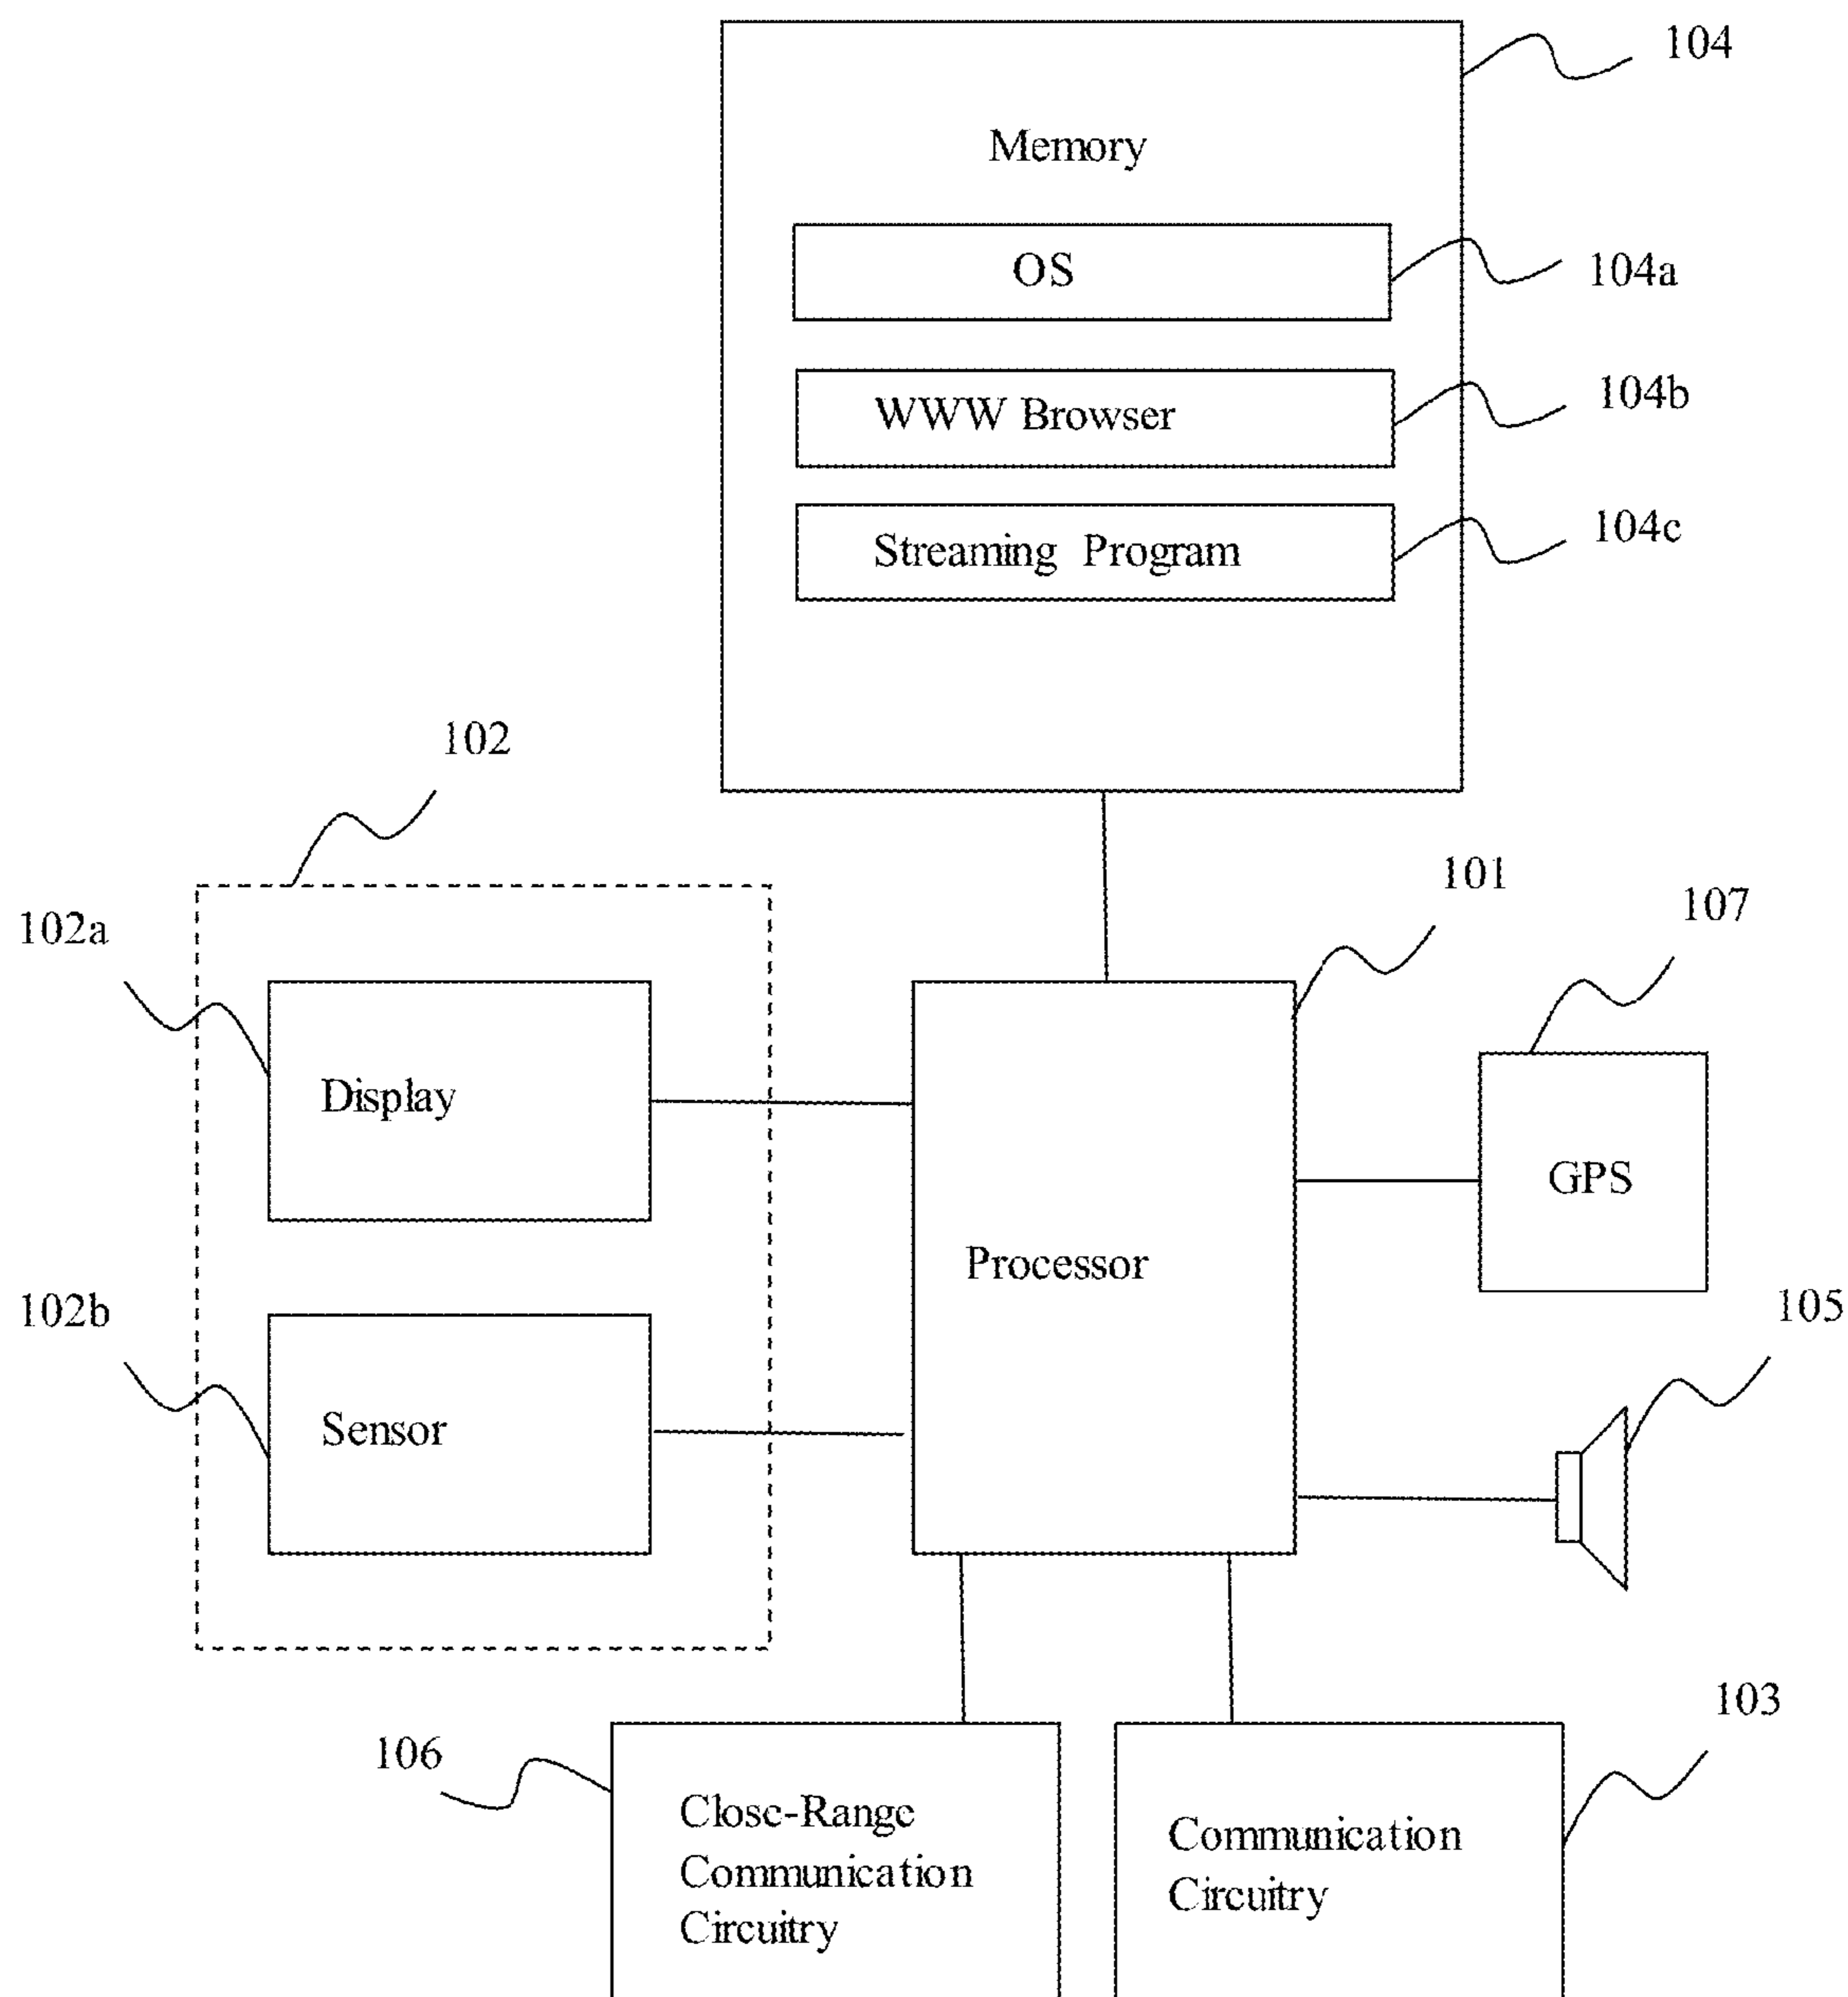 104
Memory
OS
104a
WWW Browser
104b
Streaming Program
104c
102
101
107
102a
Display
GPS
Processor
102b
105
Sensor
103
106
Close-Range
Communication
Circuitry
Communication
Circuitry